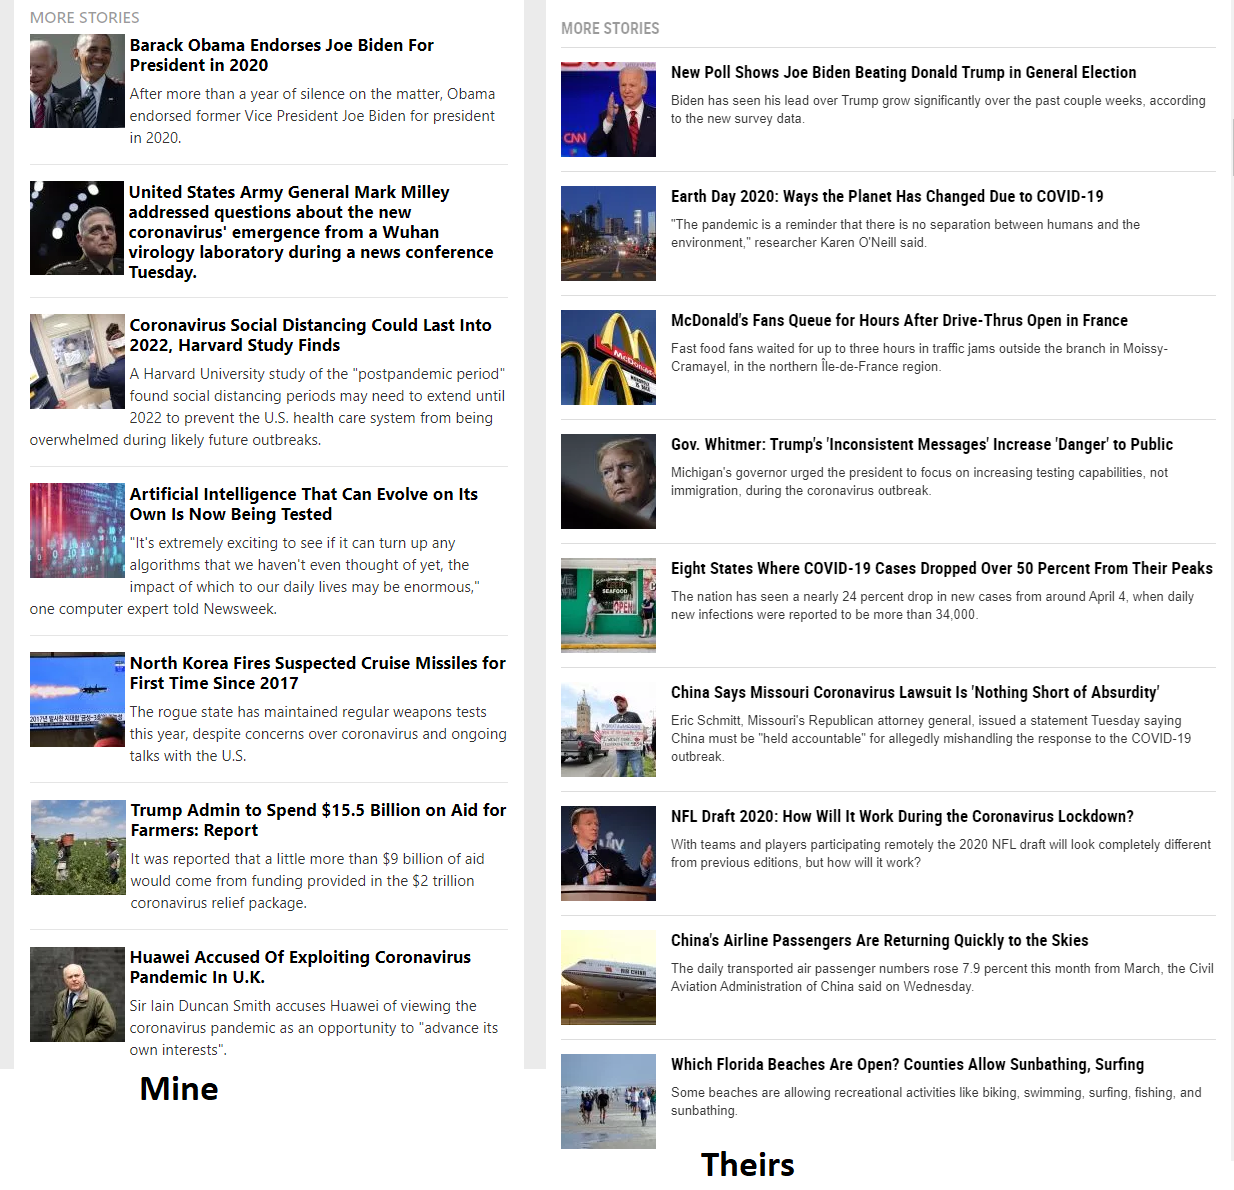 MORE STORIES
Barack Obama Endorses Joe Biden For
President in 2020
After more than a year of silence on the matter, Obama
endorsed former Vice President Joe Biden for president
in 2020.
United States Army General Mark Milley
addressed questions about the new
coronavirus' emergence from a Wuhan
virology laboratory during a news conference
Tuesday.
Coronavirus Social Distancing Could Last Into
2022, Harvard Study Finds
A Harvard University study of the "postpandemic period"
found social distancing periods may need to extend until
2022 to prevent the U.S. health care system from being
overwhelmed during likely future outbreaks.
Artificial Intelligence That Can Evolve on Its
Own Is Now Being Tested
"It's extremely exciting to see if it can turn up any
algorithms that we haven't even thought of yet, the
impact of which to our daily lives may be enormous,"
one computer expert told Newsweek.
North Korea Fires Suspected Cruise Missiles for
First Time Since 2017
The rogue state has maintained regular weapons tests
this year, despite concerns over coronavirus and ongoing
talks with the U.S.
Trump Admin to Spend $15.5 Billion on Aid for
Farmers: Report
It was reported that a little more than $9 billion of aid
would come from funding provided in the $2 trillion
coronavirus relief package.
Huawei Accused Of Exploiting Coronavirus
Pandemic In U.K.
Sir Iain Duncan Smith accuses Huawei of viewing the
coronavirus pandemic as an opportunity to "advance its
own interests".
Mine
MORE STORIES
CNN
New Poll Shows Joe Biden Beating Donald Trump in General Election
Biden has seen his lead over Trump grow significantly over the past couple weeks, according
to the new survey data.
Earth Day 2020: Ways the Planet Has Changed Due to COVID-19
"The pandemic is a reminder that there is no separation between humans and the
environment," researcher Karen O'Neill said.
McDonald's
McDonald's Fans Queue for Hours After Drive-Thrus Open in France
Fast food fans waited for up to three hours in traffic jams outside the branch in Moissy-
Cramayel, in the northern Île-de-France region.
Gov. Whitmer: Trump's 'Inconsistent Messages' Increase 'Danger' to Public
Michigan's governor urged the president to focus on increasing testing capabilities, not
immigration, during the coronavirus outbreak.
SEAFOOD
OPEN
Eight States Where COVID-19 Cases Dropped Over 50 Percent From Their Peaks
The nation has seen a nearly 24 percent drop in new cases from around April 4, when daily
new infections were reported to be more than 34,000.
China Says Missouri Coronavirus Lawsuit Is 'Nothing Short of Absurdity'
Eric Schmitt, Missouri's Republican attorney general, issued a statement Tuesday saying
China must be "held accountable" for allegedly mishandling the response to the COVID-19
outbreak.
NFL Draft 2020: How Will It Work During the Coronavirus Lockdown?
With teams and players participating remotely the 2020 NFL draft will look completely different
from previous editions, but how will it work?
AIR CHINA
China's Airline Passengers Are Returning Quickly to the Skies
The daily transported air passenger numbers rose 7.9 percent this month from March, the Civil
Aviation Administration of China said on Wednesday.
Which Florida Beaches Are Open? Counties Allow Sunbathing, Surfing
Some beaches are allowing recreational activities like biking, swimming, surfing, fishing, and
sunbathing.
Theirs